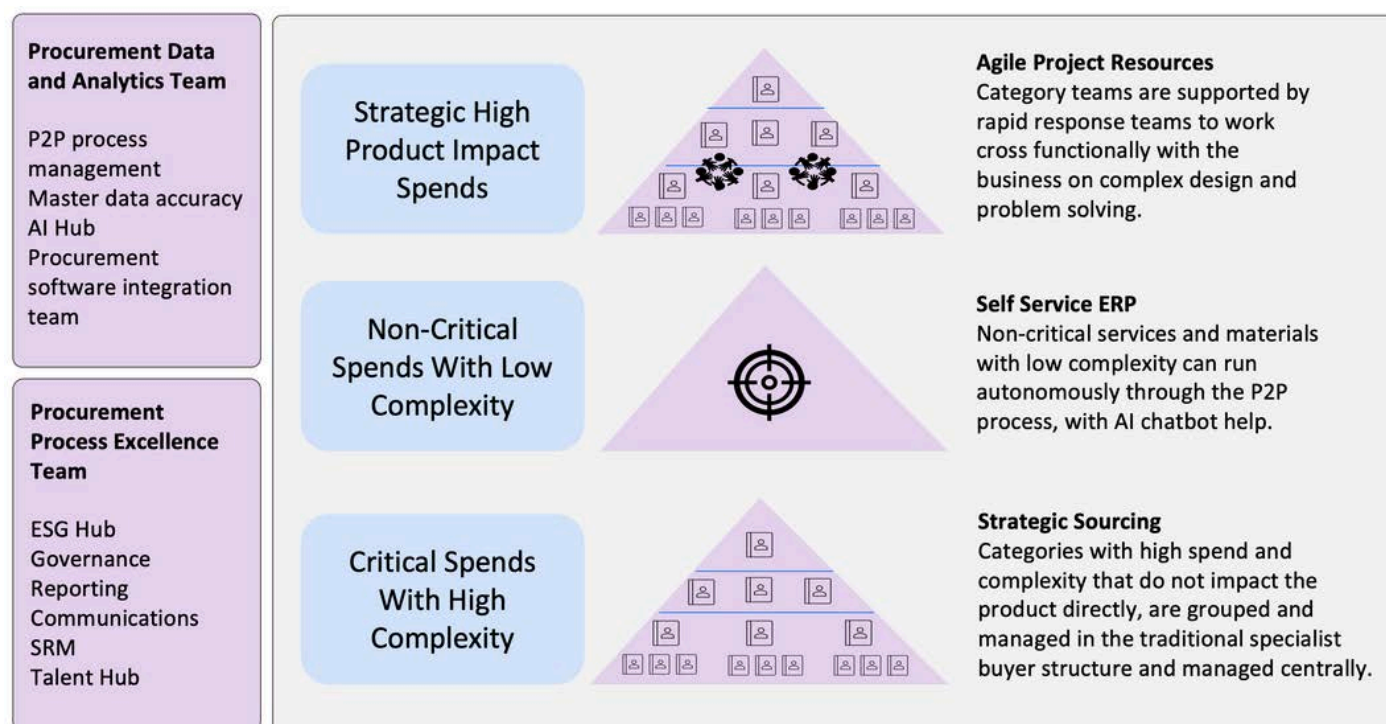 Procurement Data
and Analytics Team
P2P process
management
Master data accuracy
AI Hub
Procurement
software integration
team
Procurement
Process Excellence
Team
ESG Hub
Governance
Reporting
Communications
SRM
Talent Hub
Strategic High
Product Impact
Spends
Agile Project Resources
Category teams are supported by
rapid response teams to work
cross functionally with the
business on complex design and
problem solving.
Non-Critical
Spends With Low
Complexity
Self Service ERP
Non-critical services and materials
with low complexity can run
autonomously through the P2P
process, with AI chatbot help.
Critical Spends
With High
Complexity
Strategic Sourcing
Categories with high spend and
complexity that do not impact the
product directly, are grouped and
managed in the traditional specialist
buyer structure and managed centrally.